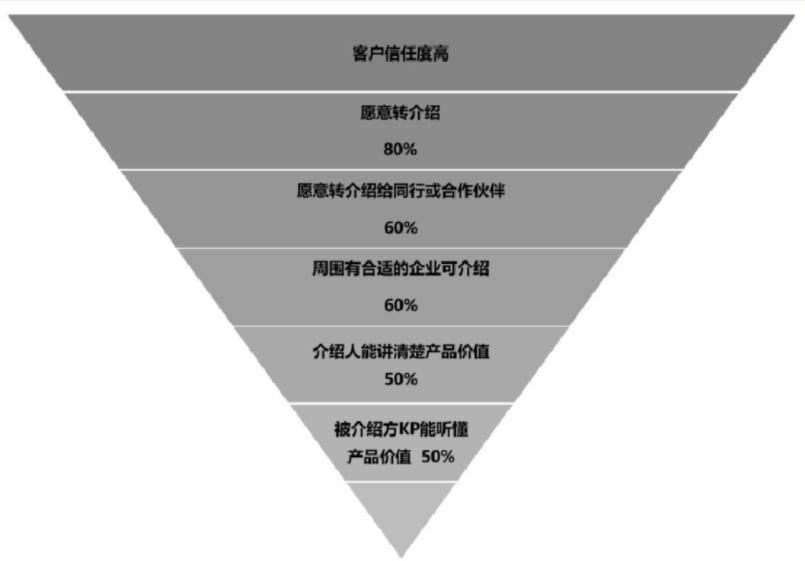 客户信任度高
愿意转介绍
80%
愿意转介绍给同行或合作伙伴
60%
周围有合适的企业可介绍
60%
介绍人能讲清楚产品价值
50%
被介绍方KP能听懂
产品价值 50%